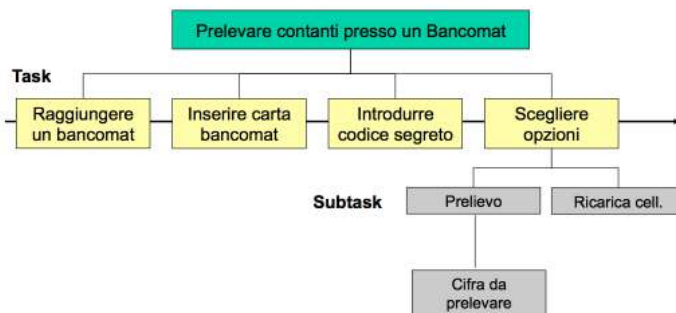 Prelevare contanti presso un Bancomat
Task
Raggiungere
un bancomat
Inserire carta
bancomat
Introdurre
codice segreto
Scegliere
opzioni
Subtask
Prelievo
Ricarica cell.
Cifra da
prelevare